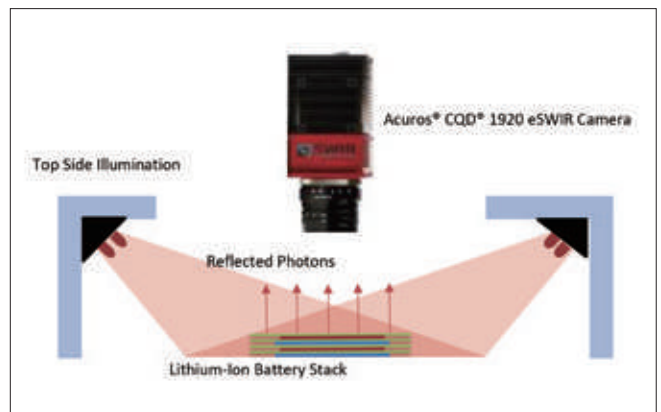 Acuros® CQD® 1920 eSWIR Camera
Top Side Illumination
Reflected Photons
Lithium-Ion Battery Stack